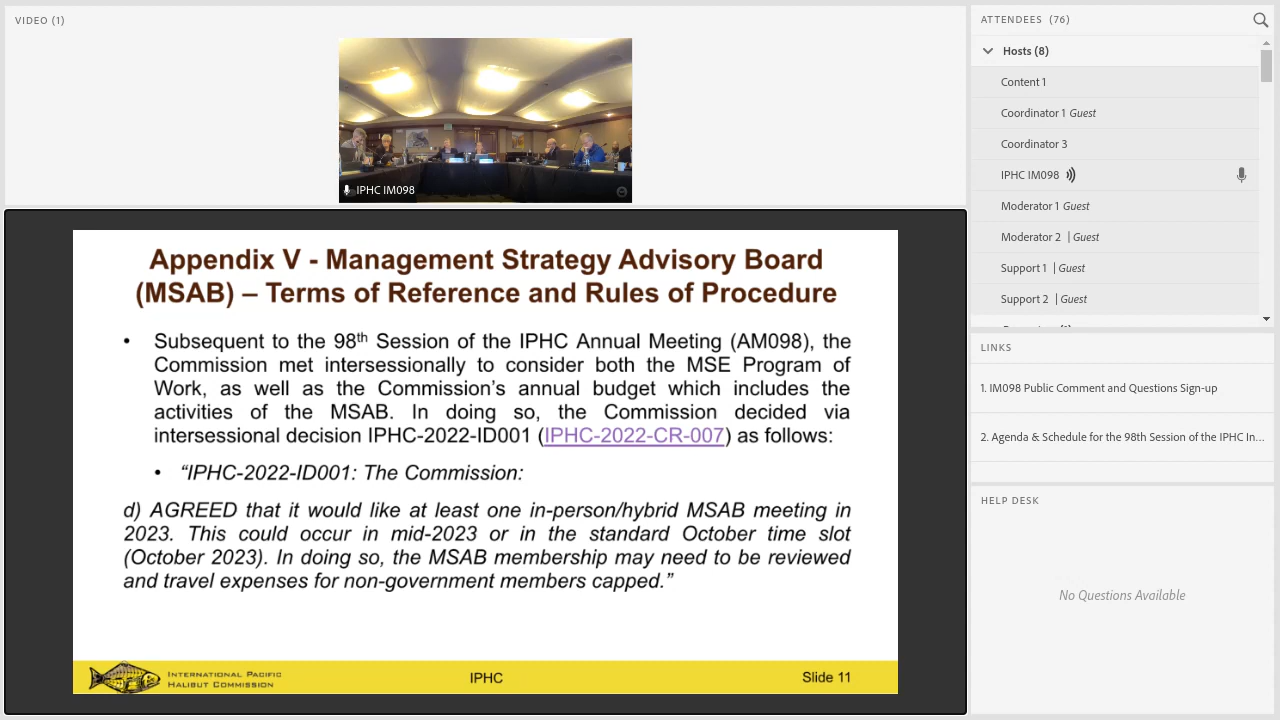 VIDEO (1)
IPHC IM098
Appendix V - Management Strategy Advisory Board
(MSAB) – Terms of Reference and Rules of Procedure
• Subsequent to the 98th Session of the IPHC Annual Meeting (AM098), the
Commission met intersessionally to consider both the MSE Program of
Work, as well as the Commission's annual budget which includes the
activities of the MSAB. In doing so, the Commission decided via
intersessional decision IPHC-2022-ID001 (IPHC-2022-CR-007) as follows:
• “IPHC-2022-ID001: The Commission:
d) AGREED that it would like at least one in-person/hybrid MSAB meeting in
2023. This could occur in mid-2023 or in the standard October time slot
(October 2023). In doing so, the MSAB membership may need to be reviewed
and travel expenses for non-government members capped.”
INTERNATIONAL PACIFIC
HALIBUT COMMISSION
IPHC
Slide 11
ATTENDEES (76)
Hosts (8)
Content 1
Coordinator 1 Guest
Coordinator 3
IPHC IM098
Moderator 1 Guest
Moderator 2 | Guest
Support 1 | Guest
Support 2 | Guest
LINKS
1. IM098 Public Comment and Questions Sign-up
2. Agenda & Schedule for the 98th Session of the IPHC In...
HELP DESK
No Questions Available